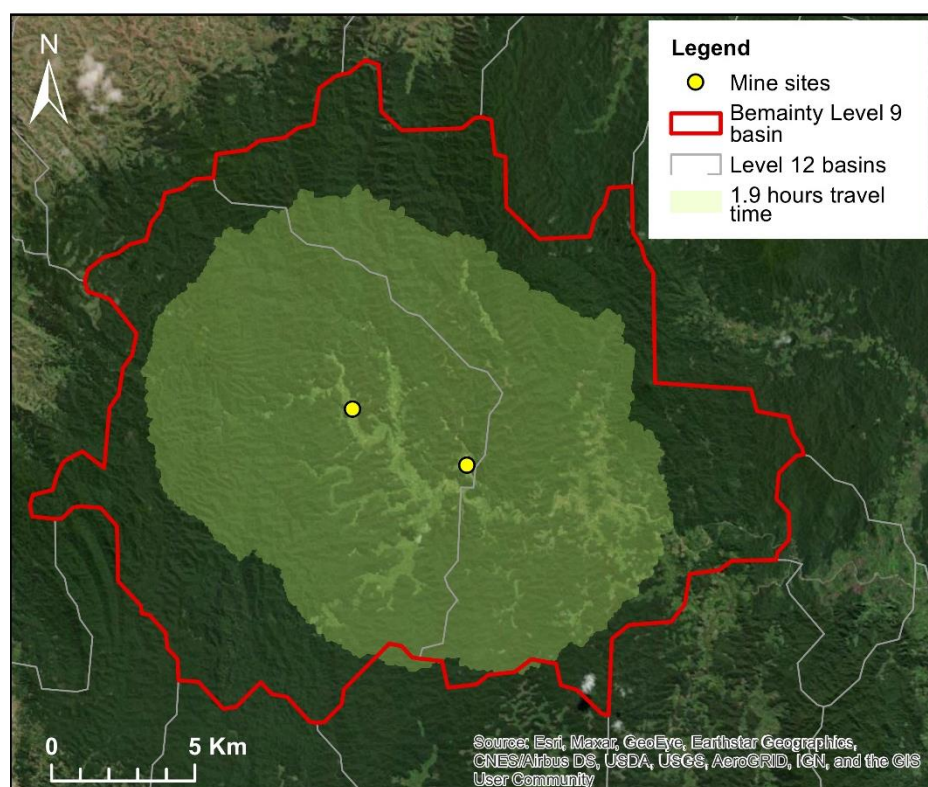 N
Legend
Mine sites
Bemainty Level 9
basin
Level 12 basins
1.9 hours travel
time
0
5 Km
Source: Esri, Maxar, GeoEye, Earthstar Geographics,
CNES/Airbus DS, USDA, USGS, AeroGRID, IGN, and the GIS
User Community